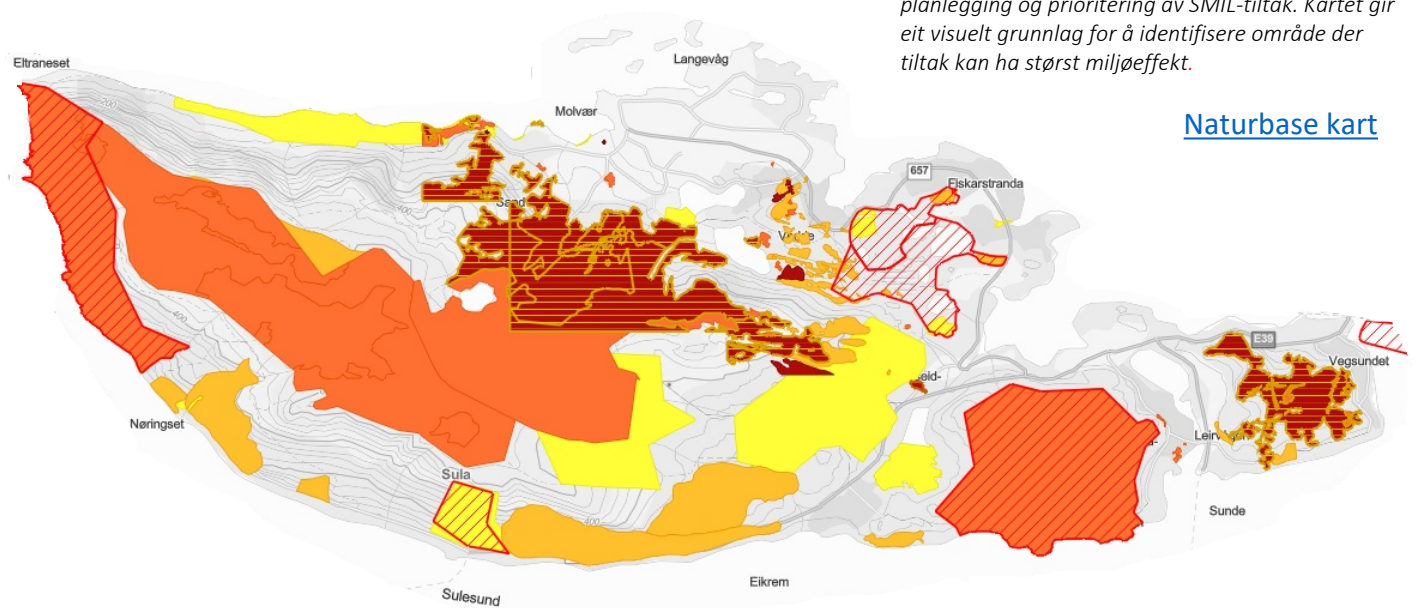 planlegging og prioritering av SMIL-tiltak. Kartet gir
eit visuelt grunnlag for å identifisere område der
tiltak kan ha størst miljøeffekt.
Naturbase kart
Eltraneset
Langevåg
Molvær
200
657
Fiskarstranda
400
Sand
400
E39
Vegsundet
Nøringset
Sula
400
Sunde
Eikrem
Sulesund